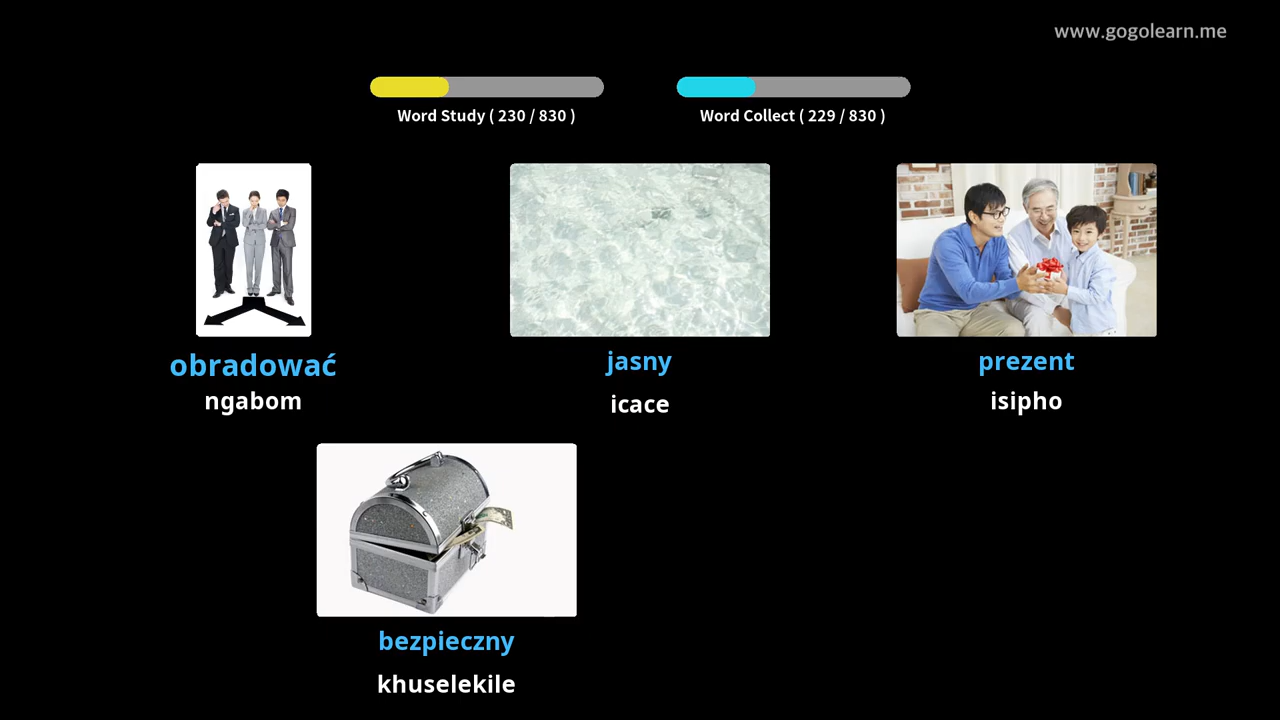 www.gogolearn.me
Word Study ( 230 / 830 )
Word Collect ( 229 / 830 )
obradować
ngabom
jasny
icace
prezent
isipho
bezpieczny
khuselekile